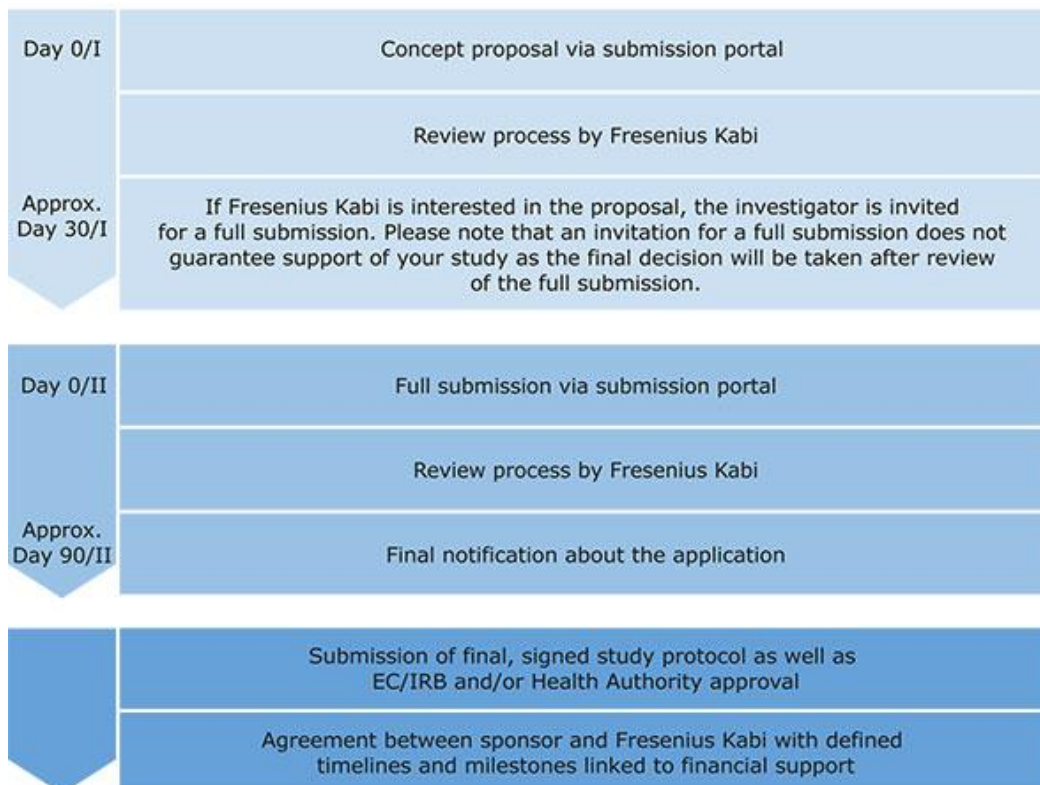 Day 0/I
Concept proposal via submission portal
Review process by Fresenius Kabi
Approx.
Day 30/I
If Fresenius Kabi is interested in the proposal, the investigator is invited
for a full submission. Please note that an invitation for a full submission does not
guarantee support of your study as the final decision will be taken after review
of the full submission.
Day 0/II
Full submission via submission portal
Review process by Fresenius Kabi
Approx.
Day 90/II
Final notification about the application
Submission of final, signed study protocol as well as
EC/IRB and/or Health Authority approval
Agreement between sponsor and Fresenius Kabi with defined
timelines and milestones linked to financial support